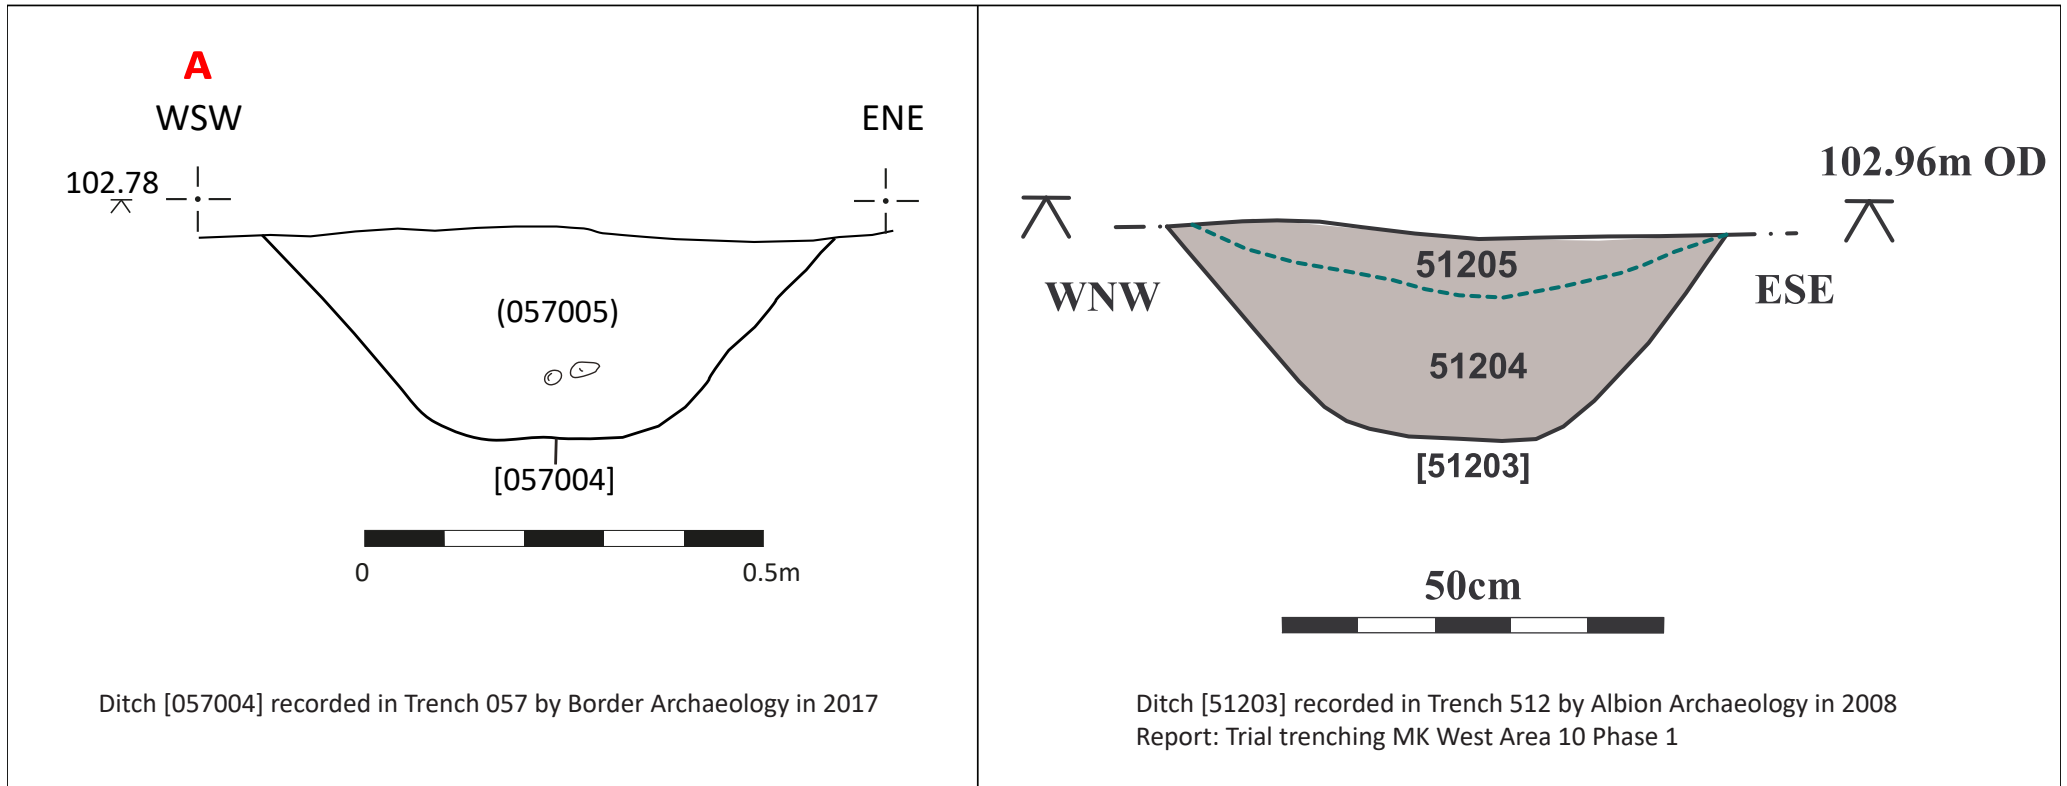 A
WSW
ENE
102.78
(057005)
[057004]
0
0.5m
Ditch [057004] recorded in Trench 057 by Border Archaeology in 2017
102.96m OD
WNW
ESE
51205
51204
[51203]
50cm
Ditch [51203] recorded in Trench 512 by Albion Archaeology in 2008
Report: Trial trenching MK West Area 10 Phase 1